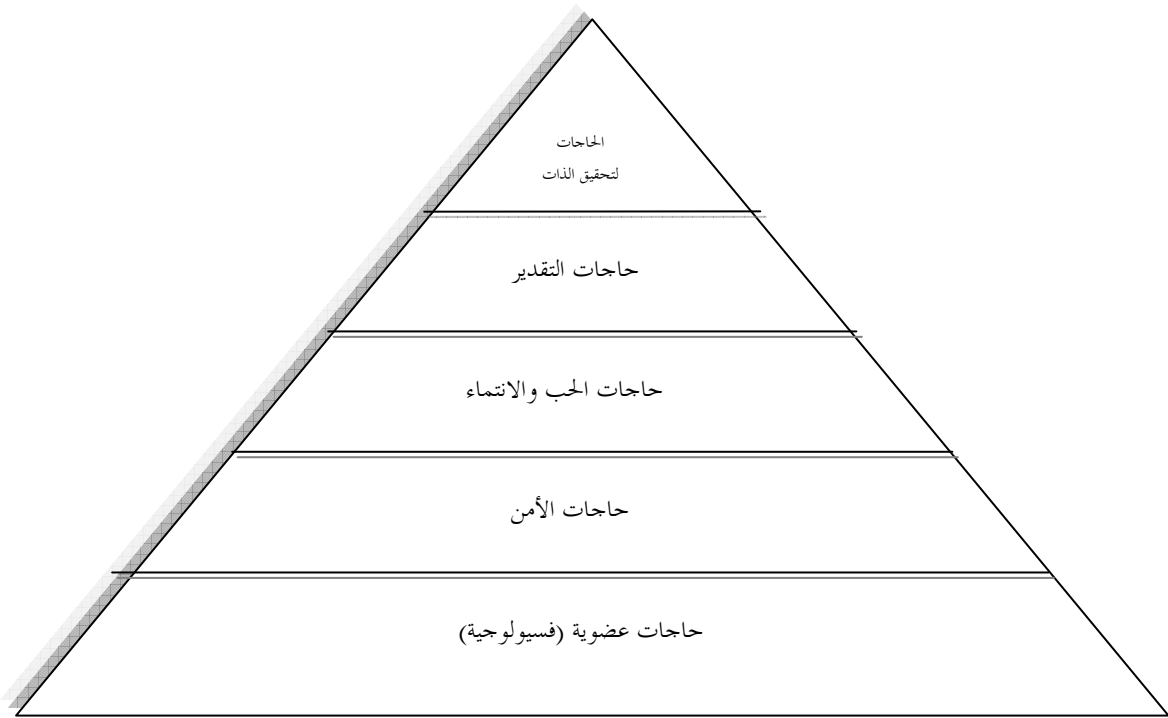 الحاجات
لتحقيق الذات
حاجات التقدير
حاجات الحب والانتماء
حاجات الأمن
حاجات عضوية (فسيولوجية)